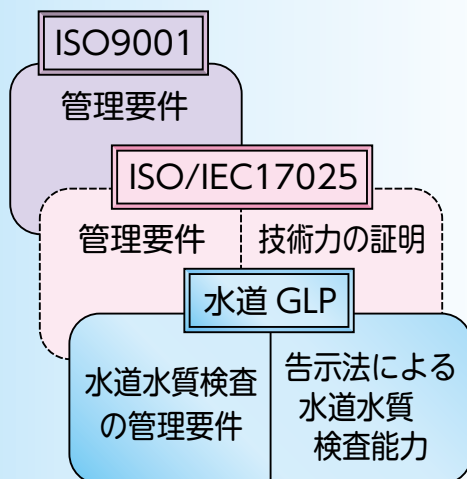 ISO9001
管理要件
ISO/IEC17025
管理要件
技術力の証明
水道 GLP
水道水質検査
の管理要件
告示法による
水道水質
検査能力